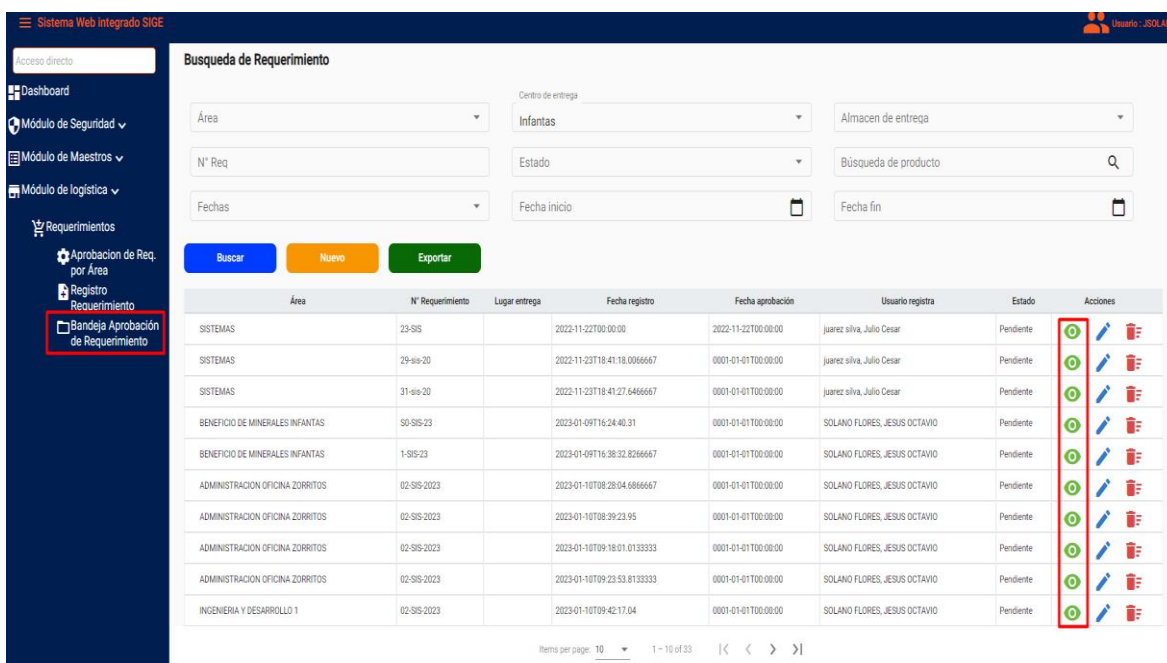 Sistema Web integrado SIGE
Usuario : JSOLA
Acceso directo
Dashboard
Módulo de Seguridad
Módulo de Maestros
Módulo de logística
Requerimientos
Aprobacion de Req.
por Área
Registro
Requerimiento
Bandeja Aprobación
de Requerimiento
Busqueda de Requerimiento
Centro de entrega
Área Infantas Almacen de entrega
N° Req Estado Búsqueda de producto
Fechas Fecha inicio Fecha fin
Buscar Nuevo Exportar
Área N° Requerimiento Lugar entrega Fecha registro Fecha aprobación Usuario registra Estado Acciones
SISTEMAS 23-SIS 2022-11-22T00:00:00 2022-11-22T00:00:00 juarez silva, Julio Cesar Pendiente
SISTEMAS 29-sis-20 2022-11-23T18:41:18.0066667 0001-01-01T00:00:00 juarez silva, Julio Cesar Pendiente
SISTEMAS 31-sis-20 2022-11-23T18:41:27.6466667 0001-01-01T00:00:00 juarez silva, Julio Cesar Pendiente
BENEFICIO DE MINERALES INFANTAS S0-SIS-23 2023-01-09T16:24:40.31 0001-01-01T00:00:00 SOLANO FLORES, JESUS OCTAVIO Pendiente
BENEFICIO DE MINERALES INFANTAS 1-SIS-23 2023-01-09T16:38:32.8266667 0001-01-01T00:00:00 SOLANO FLORES, JESUS OCTAVIO Pendiente
ADMINISTRACION OFICINA ZORRITOS 02-SIS-2023 2023-01-10T08:28:04.6866667 0001-01-01T00:00:00 SOLANO FLORES, JESUS OCTAVIO Pendiente
ADMINISTRACION OFICINA ZORRITOS 02-SIS-2023 2023-01-10T08:39:23.95 0001-01-01T00:00:00 SOLANO FLORES, JESUS OCTAVIO Pendiente
ADMINISTRACION OFICINA ZORRITOS 02-SIS-2023 2023-01-10T09:18:01.0133333 0001-01-01T00:00:00 SOLANO FLORES, JESUS OCTAVIO Pendiente
ADMINISTRACION OFICINA ZORRITOS 02-SIS-2023 2023-01-10T09:23:53.8133333 0001-01-01T00:00:00 SOLANO FLORES, JESUS OCTAVIO Pendiente
INGENIERIA Y DESARROLLO 1 02-SIS-2023 2023-01-10T09:42:17.04 0001-01-01T00:00:00 SOLANO FLORES, JESUS OCTAVIO Pendiente
Items per page: 10 1 – 10 of 33